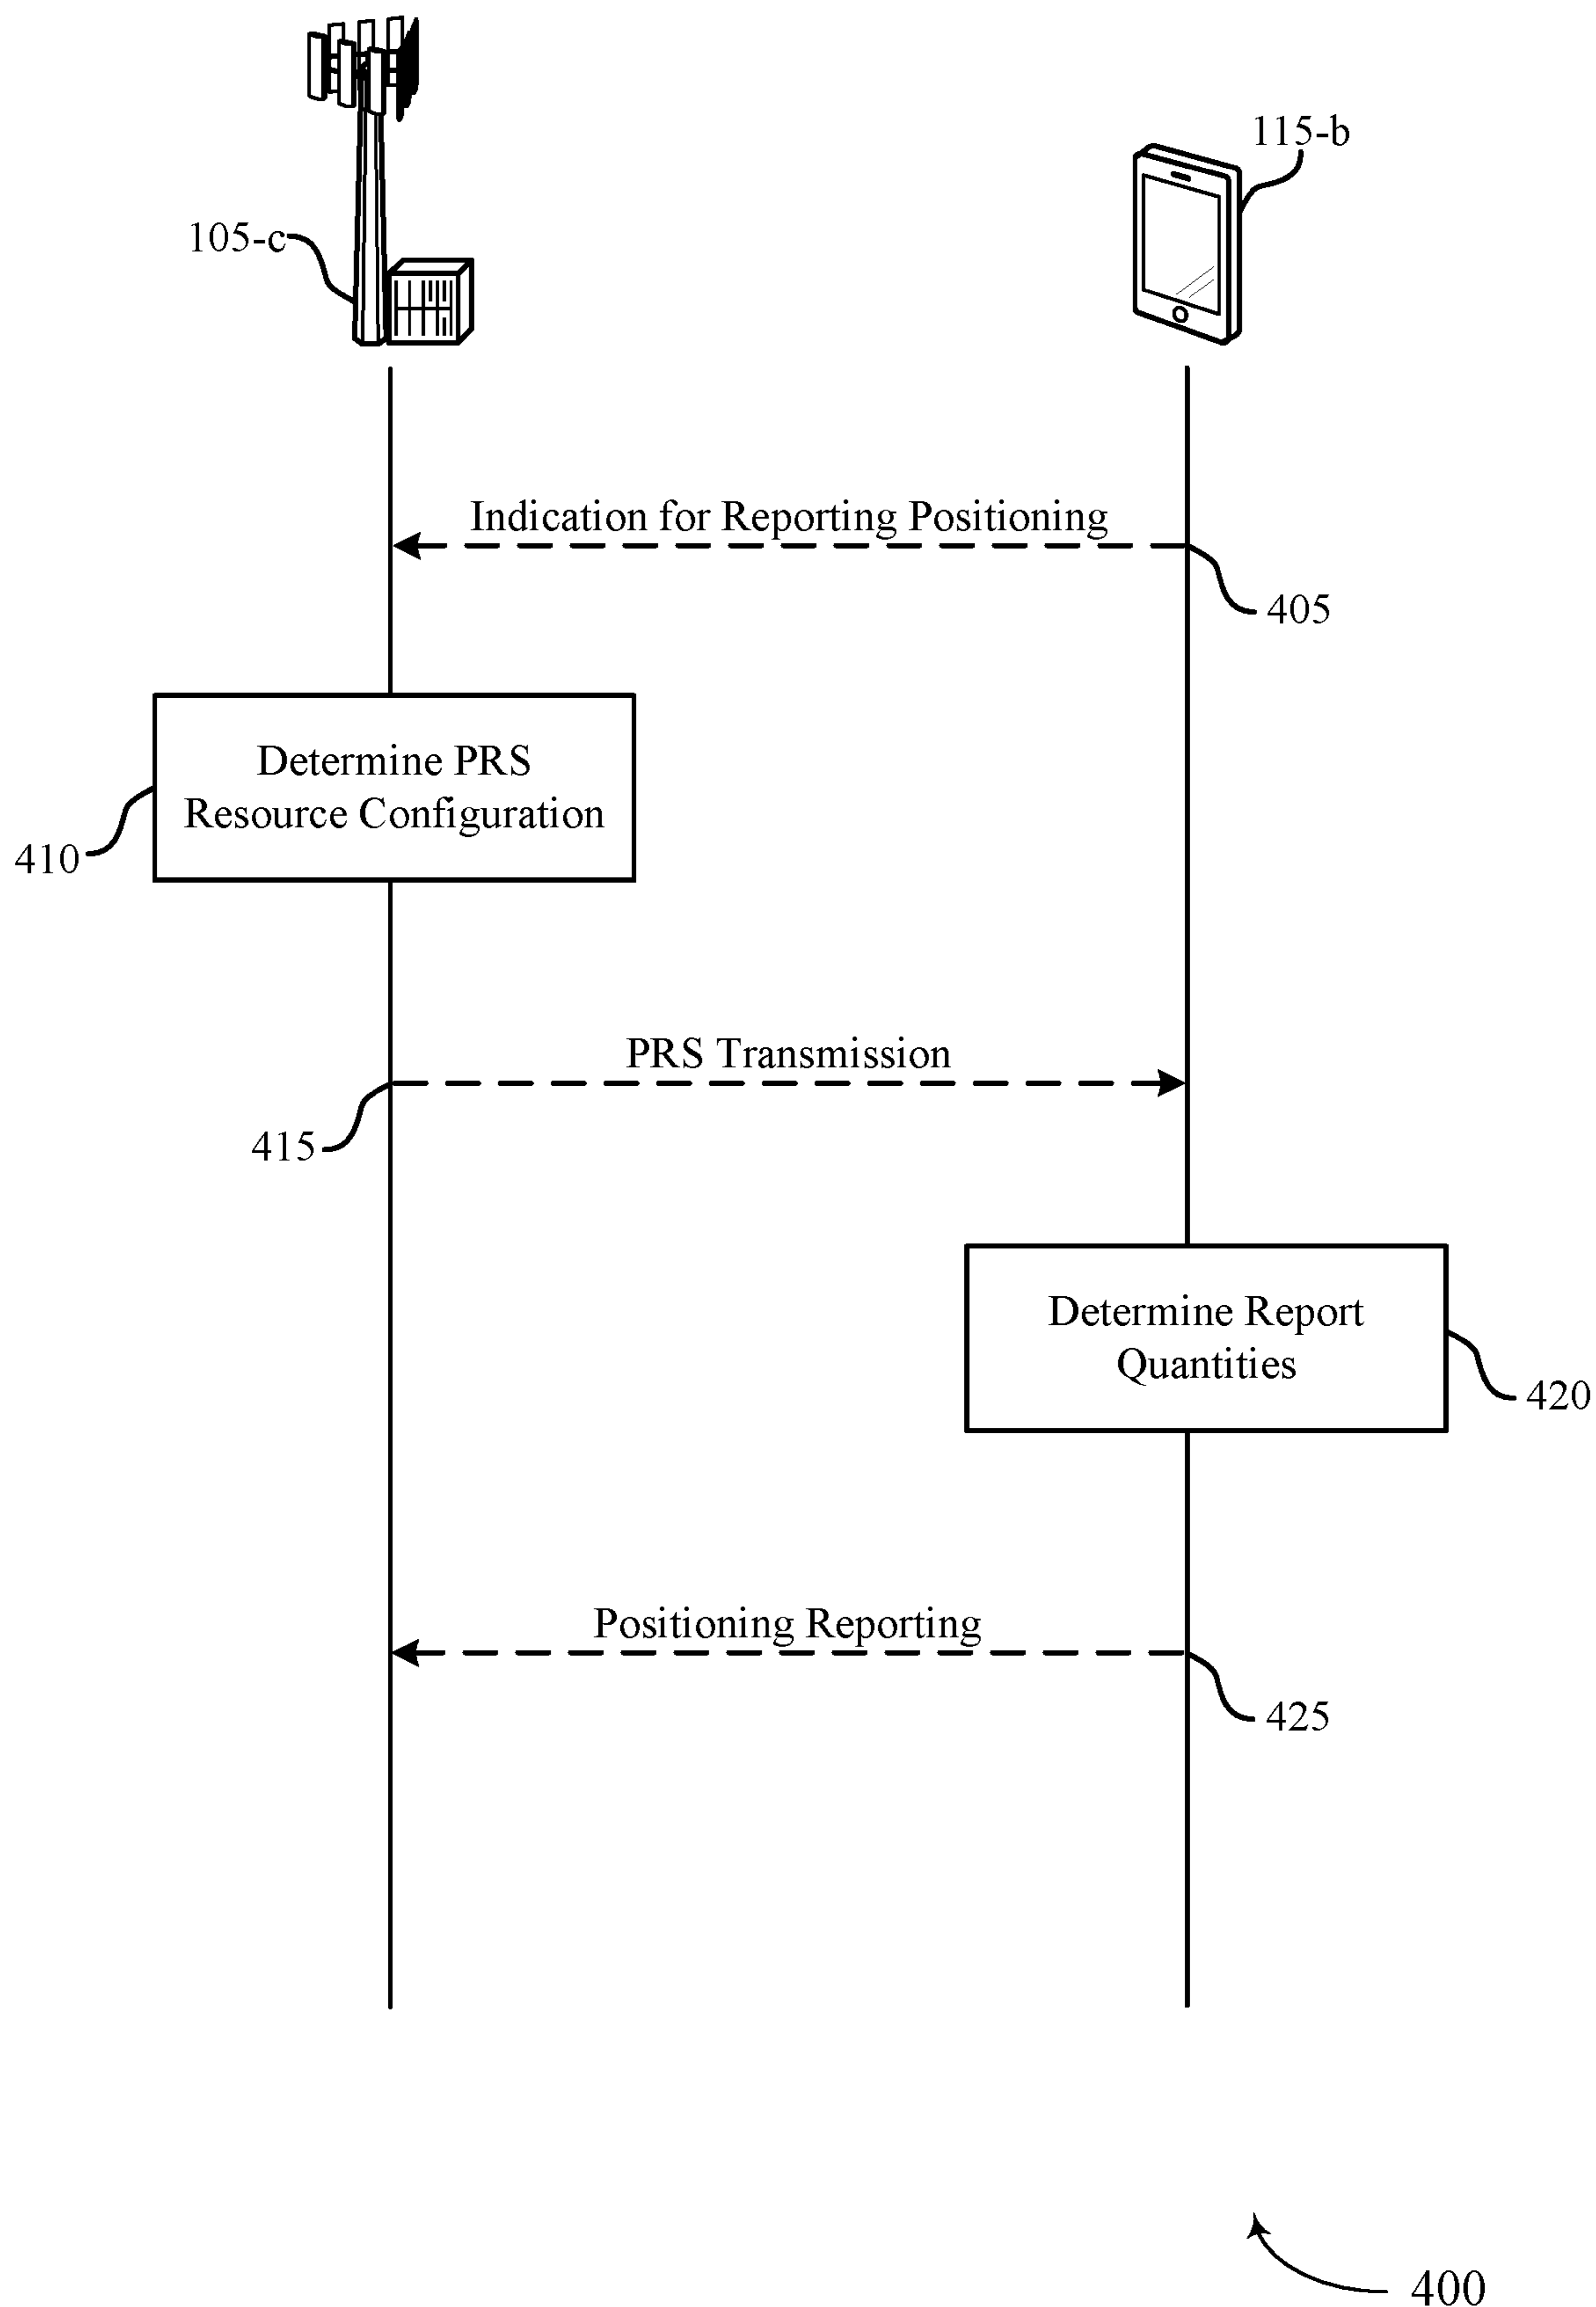 115-b
105-c
Indication for Reporting Positioning
405
Determine PRS
Resource Configuration
410
PRS Transmission
415
Determine Report
Quantities
420
Positioning Reporting
425
400